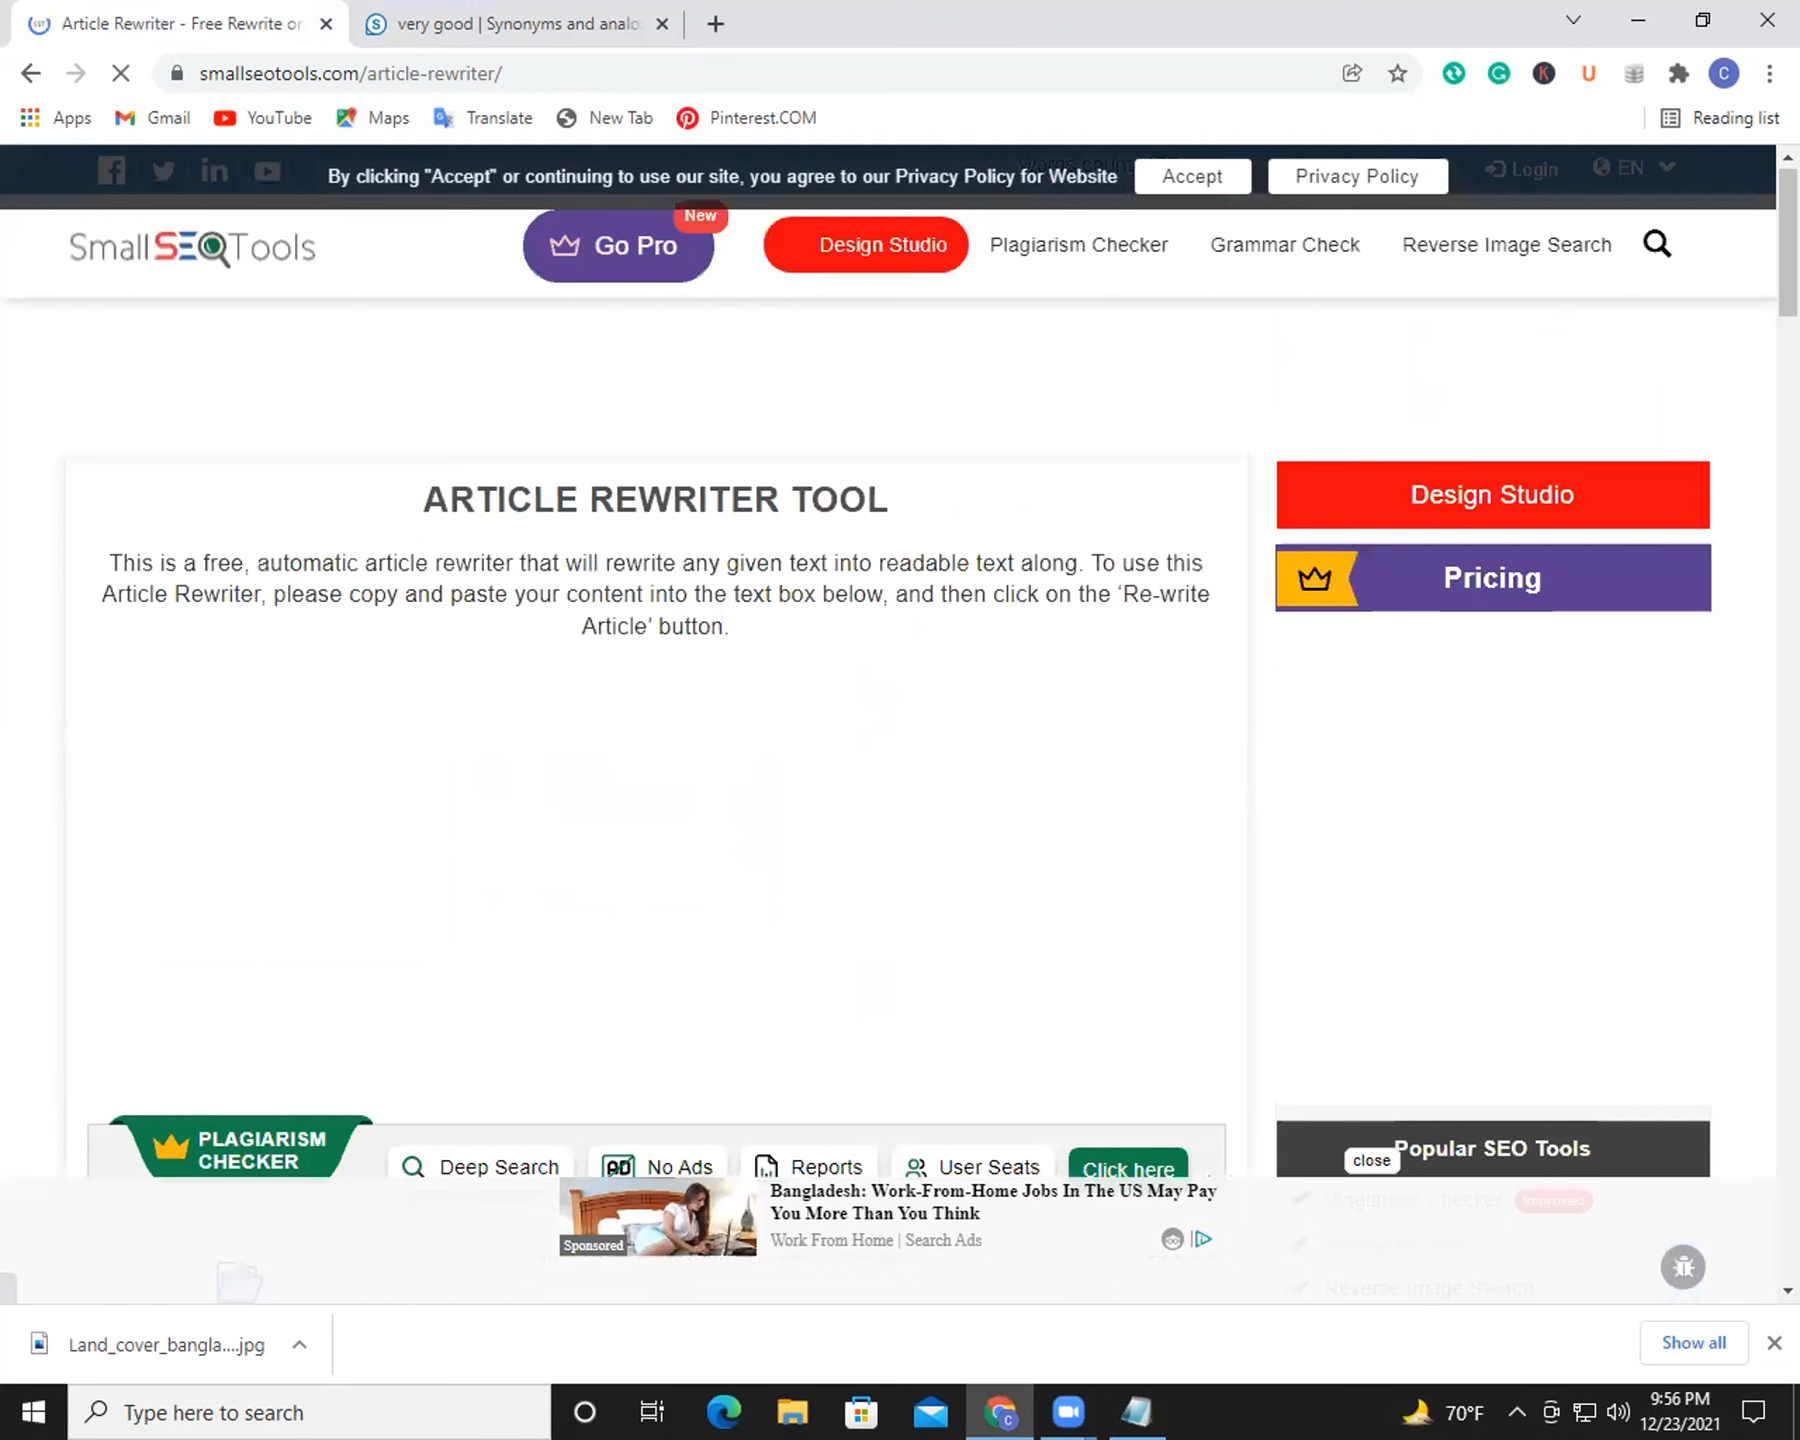 Article Rewriter - Free Rewrite or
very good | Synonyms and analo
smallseotools.com/article-rewriter/
C
Apps
Gmail
YouTube
Maps
Translate
New Tab
Pinterest.COM
Reading list
By clicking "Accept" or continuing to use our site, you agree to our Privacy Policy for Website
Accept
Privacy Policy
Login
EN
SmallSEOTools
Go Pro
New
Design Studio
Plagiarism Checker
Grammar Check
Reverse Image Search
ARTICLE REWRITER TOOL
This is a free, automatic article rewriter that will rewrite any given text into readable text along. To use this
Article Rewriter, please copy and paste your content into the text box below, and then click on the ‘Re-write
Article’ button.
Design Studio
Pricing
PLAGIARISM
CHECKER
Deep Search
No Ads
Reports
User Seats
Click here
Popular SEO Tools
close
Improved
Reverse Image Search
Sponsored
Bangladesh: Work-From-Home Jobs In The US May Pay
You More Than You Think
Work From Home | Search Ads
Land_cover_bangla....jpg
Show all
Type here to search
70°F
9:56 PM
12/23/2021